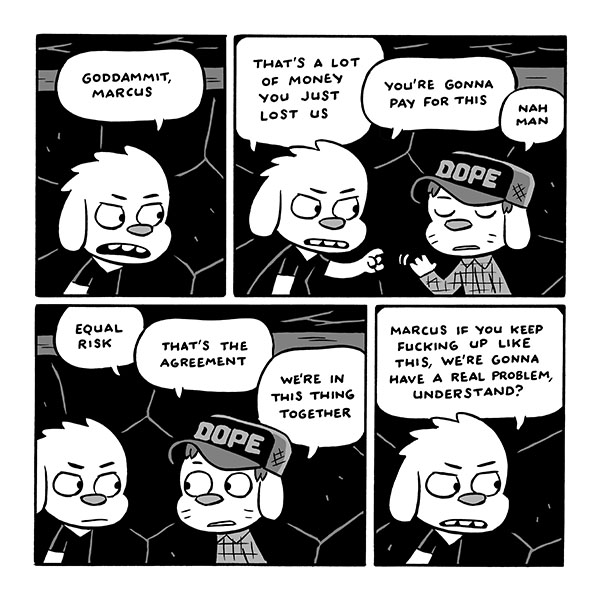 GODDAMMIT,
MARCUS
THAT'S A LOT
OF MONEY
YOU JUST
LOST US
YOU'RE GONNA
PAY FOR THIS
NAH
MAN
DOPE
EQUAL
RISK
THAT'S THE
AGREEMENT
WE'RE IN
THIS THING
TOGETHER
DOPE
MARCUS IF YOU KEEP
FUCKING UP LIKE
THIS, WE'RE GONNA
HAVE A REAL PROBLEM,
UNDERSTAND?